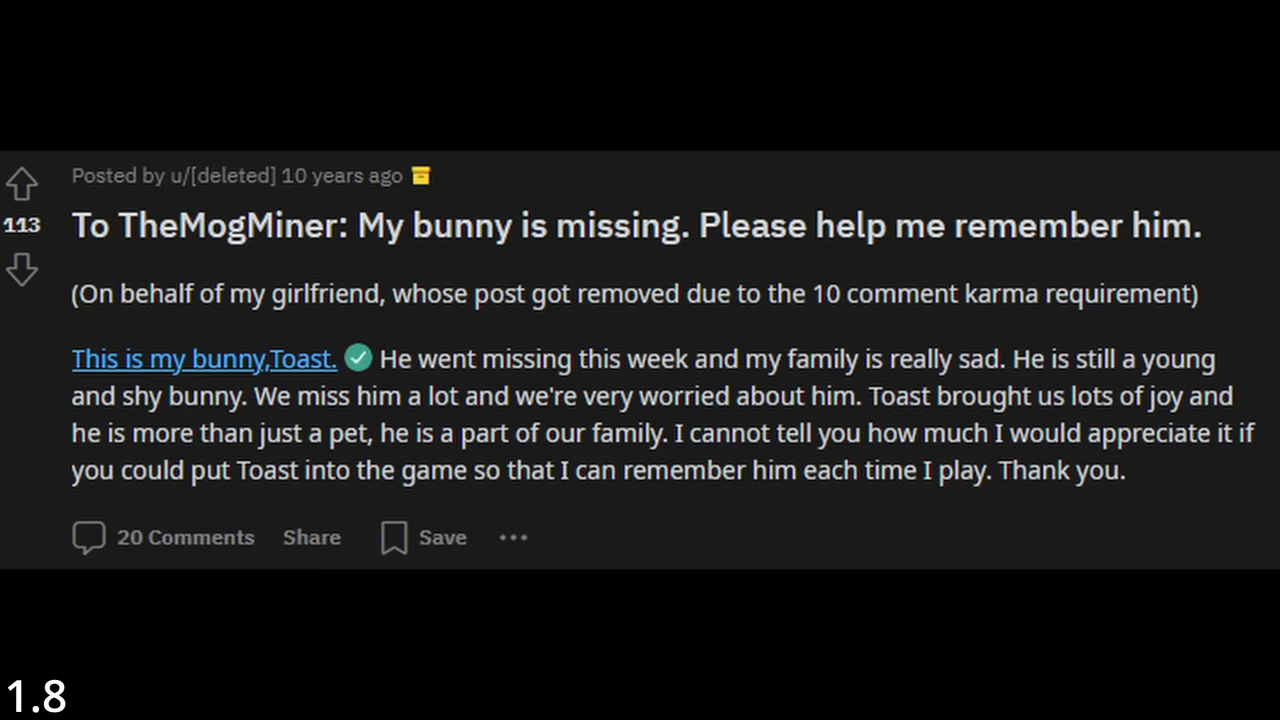 Posted by u/[deleted] 10 years ago
113
To TheMogMiner: My bunny is missing. Please help me remember him.
(On behalf of my girlfriend, whose post got removed due to the 10 comment karma requirement)
This is my bunny,Toast. He went missing this week and my family is really sad. He is still a young
and shy bunny. We miss him a lot and we're very worried about him. Toast brought us lots of joy and
he is more than just a pet, he is a part of our family. I cannot tell you how much I would appreciate it if
you could put Toast into the game so that I can remember him each time I play. Thank you.
20 Comments Share Save
1.8